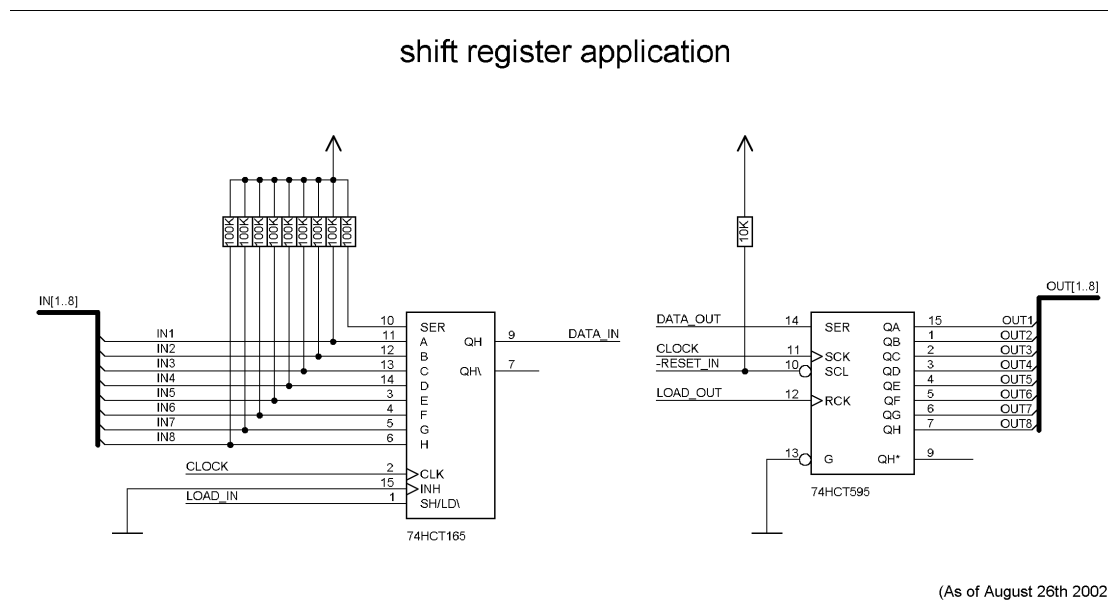 shift register application
100K 100K 100K 100K 100K 100K 100K 100K 100K
IN[1..8]
IN1
IN2
IN3
IN4
IN5
IN6
IN7
IN8
CLOCK
LOAD_IN
10 SER
11 A
12 B
13 C
14 D
3 E
4 F
5 G
6 H
2 CLK
15 INH
1 SH/LD\
QH 9 DATA_IN
QH\ 7
74HCT165
10K
DATA_OUT 14 SER
CLOCK 11 SCK
-RESET_IN 10 SCL
LOAD_OUT 12 RCK
13 G
QA 15 OUT1
QB 1 OUT2
QC 2 OUT3
QD 3 OUT4
QE 4 OUT5
QF 5 OUT6
QG 6 OUT7
QH 7 OUT8
QH* 9
OUT[1..8]
74HCT595
(As of August 26th 2002